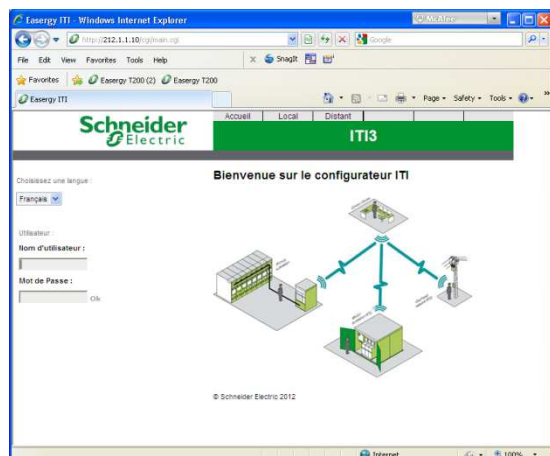 Easergy ITI - Windows Internet Explorer
McAfee
http://212.1.1.10/cgi/main.cgi
Google
File Edit View Favorites Tools Help
X SnagIt
Favorites Easergy T200 (2) Easergy T200
Easergy ITI
Page Safety Tools
Schneider Electric
Accueil Local Distant
ITI3
Choisissez une langue :
Français
Utilisateur :
Nom d'utilisateur :
Mot de Passe :
Ok
Bienvenue sur le configurateur ITI
© Schneider Electric 2012
Internet
100%